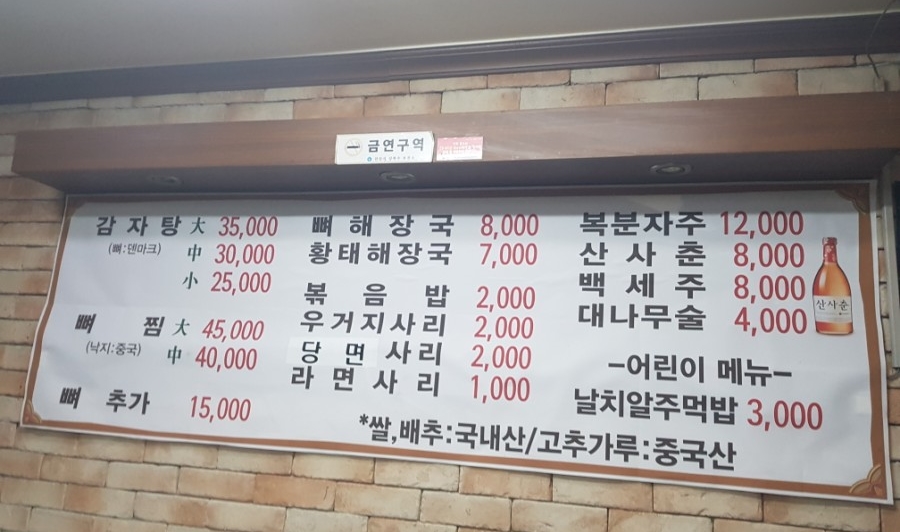 금연구역
감자탕 大 35,000
(뼈:덴마크) 中 30,000
小 25,000
뼈 찜 大 45,000
(낙지:중국) 中 40,000
뼈 추가 15,000
뼈해장국 8,000
황태해장국 7,000
볶음밥 2,000
우거지사리 2,000
당면사리 2,000
라면사리 1,000
복분자주 12,000
산사춘 8,000
백세주 8,000
대나무술 4,000
산사춘
-어린이 메뉴-
날치알주먹밥 3,000
*쌀,배추:국내산/고추가루:중국산